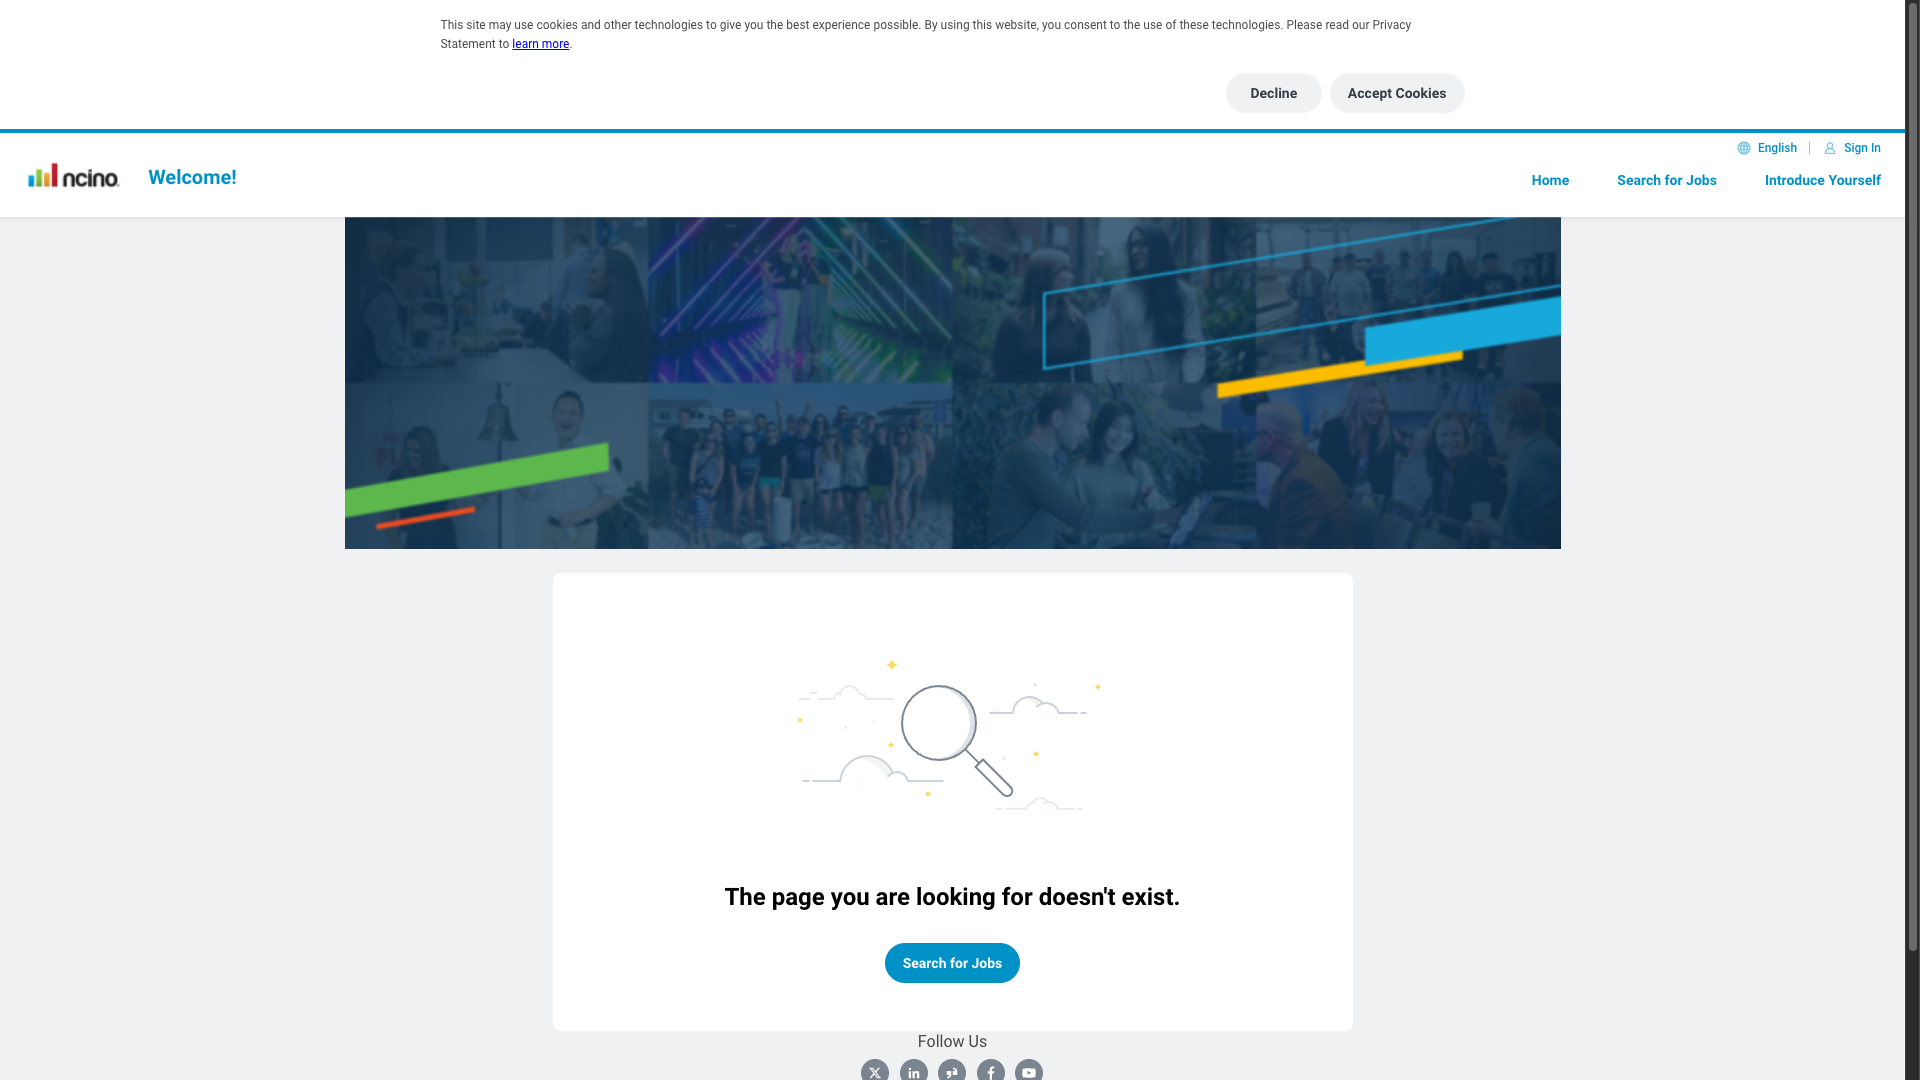 This site may use cookies and other technologies to give you the best experience possible. By using this website, you consent to the use of these technologies. Please read our Privacy
Statement to learn more.
Decline
Accept Cookies
English
Sign In
ncino
Welcome!
Home
Search for Jobs
Introduce Yourself
The page you are looking for doesn't exist.
Search for Jobs
Follow Us